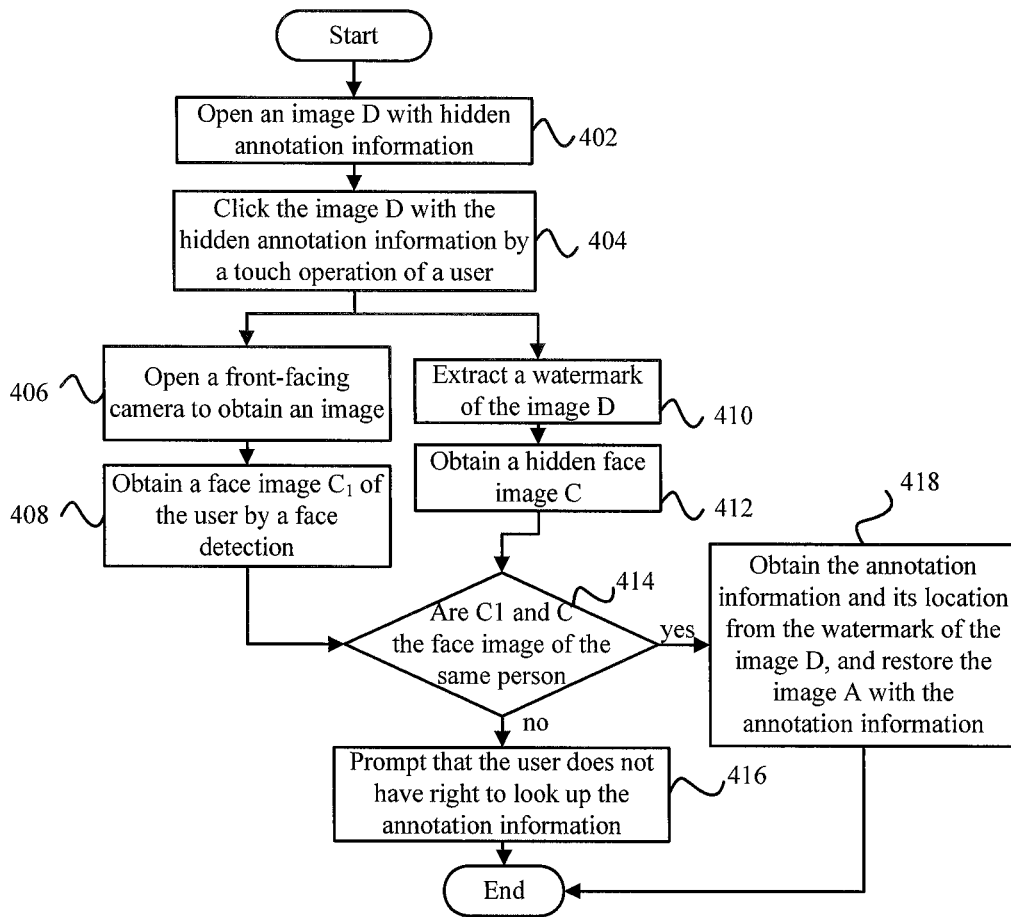 Start
Open an image D with hidden
annotation information
402
Click the image D with the
hidden annotation information by
a touch operation of a user
404
406
Open a front-facing
camera to obtain an image
Extract a watermark
of the image D
410
408
Obtain a face image C₁ of
the user by a face
detection
Obtain a hidden face
image C
412
418
Obtain the annotation
information and its location
from the watermark of the
image D, and restore the
image A with the
annotation information
414
Are C1 and C
the face image of the
same person
yes
no
Prompt that the user does not
have right to look up the
annotation information
416
End